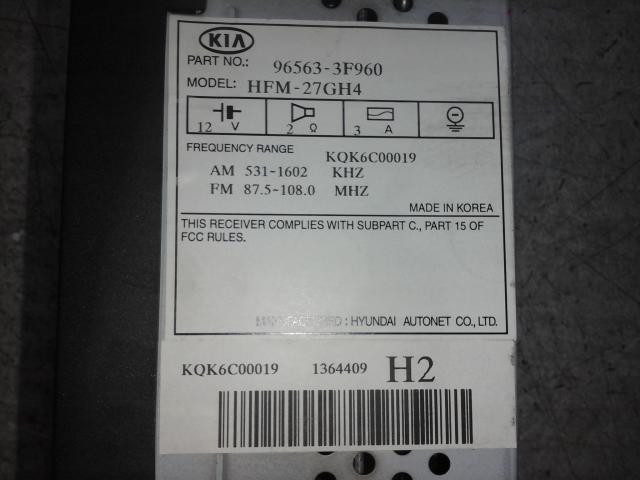 KIA
PART NO.: 96563-3F960
MODEL: HFM-27GH4
12 V 2 Ω 3 A
FREQUENCY RANGE KQK6C00019
AM 531~1602 KHZ
FM 87.5~108.0 MHZ
MADE IN KOREA
THIS RECEIVER COMPLIES WITH SUBPART C., PART 15 OF
FCC RULES.
MANUFACTURED : HYUNDAI AUTONET CO., LTD.
KQK6C00019 1364409 H2